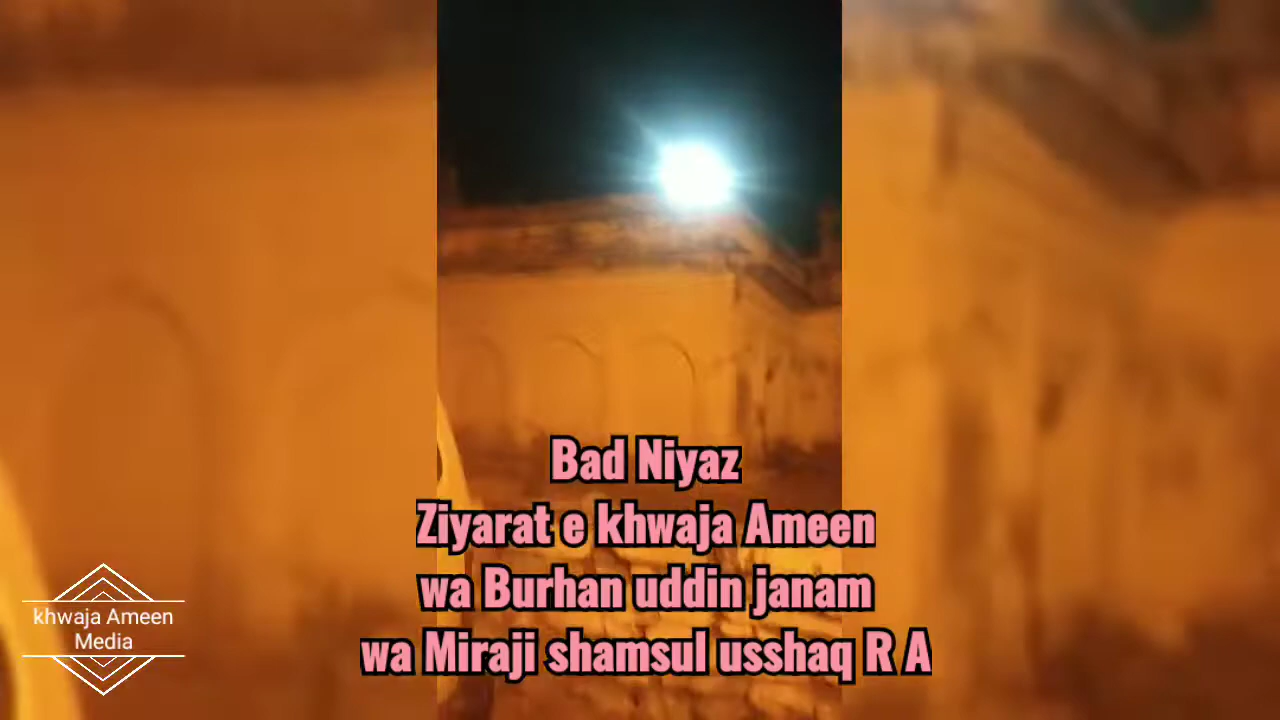 Bad Niyaz
Ziyarat e khwaja Ameen
wa Burhan uddin janam
wa Miraji shamsul usshaq R A
khwaja Ameen
Media